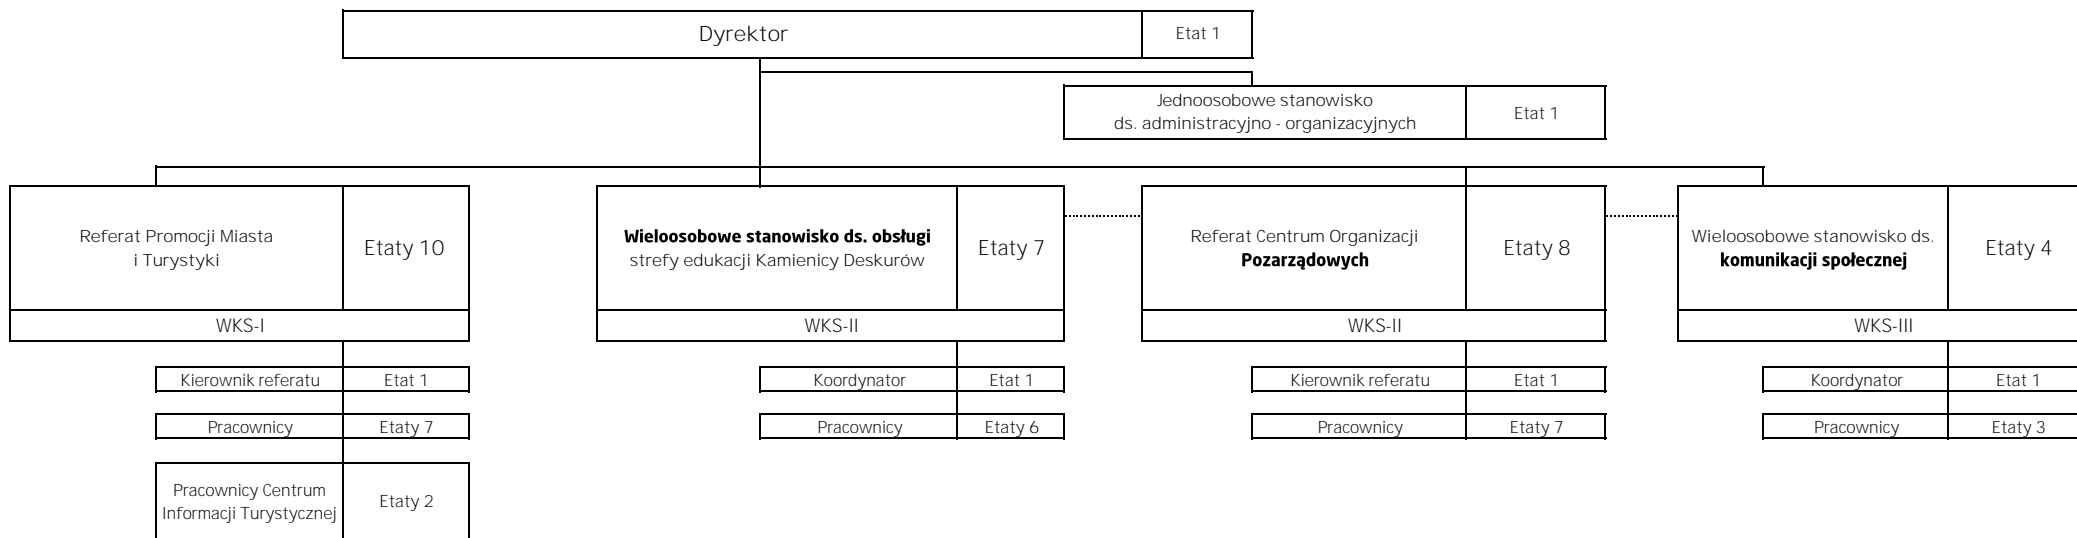 Dyrektor
Etat 1
Jednoosobowe stanowisko
ds. administracyjno - organizacyjnych
Etat 1
Referat Promocji Miasta
i Turystyki
Etaty 10
WKS-I
Wieloosobowe stanowisko ds. obsługi
strefy edukacji Kamienicy Deskurów
Etaty 7
WKS-II
Referat Centrum Organizacji
Pozarządowych
Etaty 8
WKS-II
Wieloosobowe stanowisko ds.
komunikacji społecznej
Etaty 4
WKS-III
Kierownik referatu
Etat 1
Pracownicy
Etaty 7
Pracownicy Centrum
Informacji Turystycznej
Etaty 2
Koordynator
Etat 1
Pracownicy
Etaty 6
Kierownik referatu
Etat 1
Pracownicy
Etaty 7
Koordynator
Etat 1
Pracownicy
Etaty 3